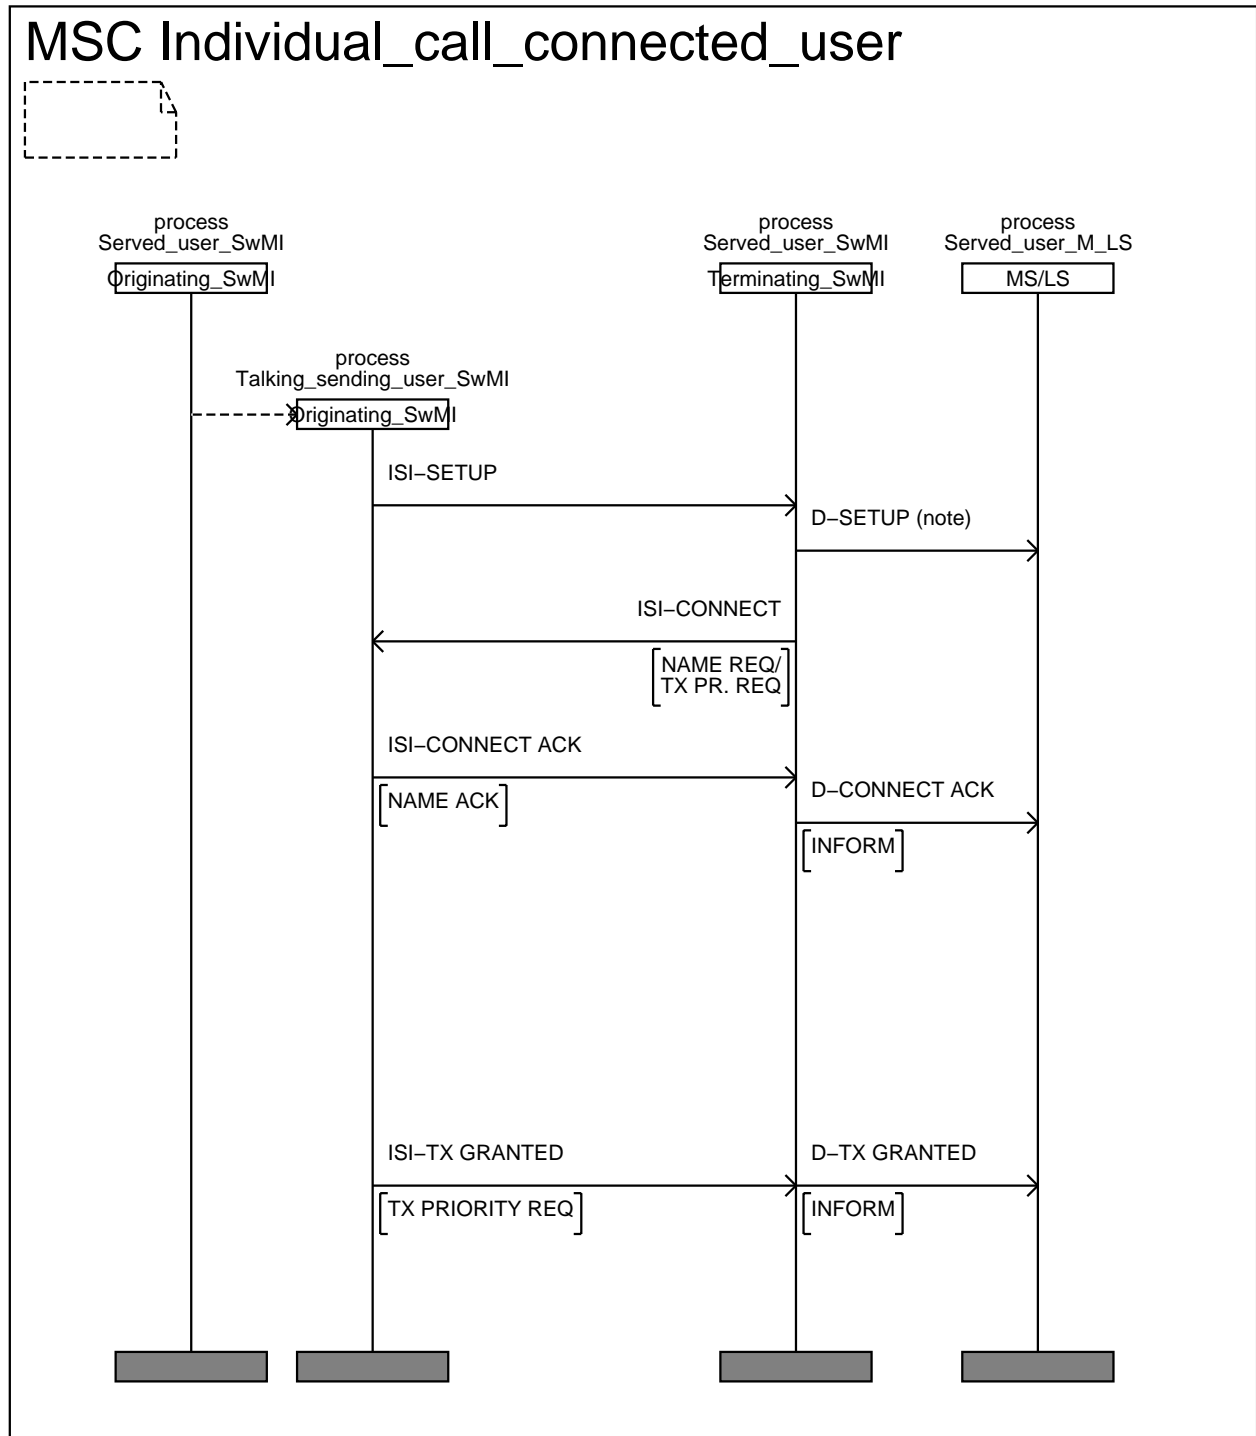 MSC Individual_call_connected_user
process
Served_user_SwMI
Originating_SwMI
process
Served_user_SwMI
Terminating_SwMI
process
Served_user_M_LS
MS/LS
process
Talking_sending_user_SwMI
Originating_SwMI
ISI–SETUP
D–SETUP (note)
ISI–CONNECT
NAME REQ/
TX PR. REQ
ISI–CONNECT ACK
NAME ACK
D–CONNECT ACK
INFORM
ISI–TX GRANTED
D–TX GRANTED
TX PRIORITY REQ
INFORM